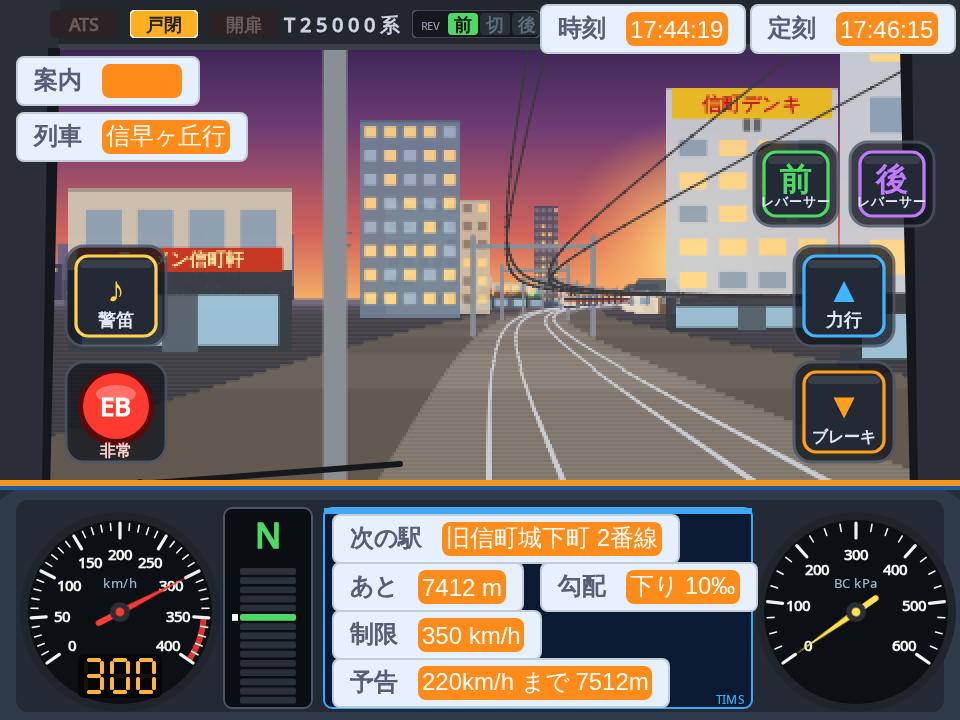 ATS 戸閉 開扉 T25000系 REV 前 切 後
時刻 17:44:19 定刻 17:46:15
案内
列車 信早ヶ丘行
信町デンキ
前 レバーサー
後 レバーサー
ン信町軒
♪ 警笛
▲ 力行
EB 非常
▼ ブレーキ
0 50 100 150 200 250 300 350 400
km/h
300
N
次の駅 旧信町城下町 2番線
あと 7412 m 勾配 下り 10‰
制限 350 km/h
予告 220km/h まで 7512m
TIMS
0 100 200 300 400 500 600
BC kPa